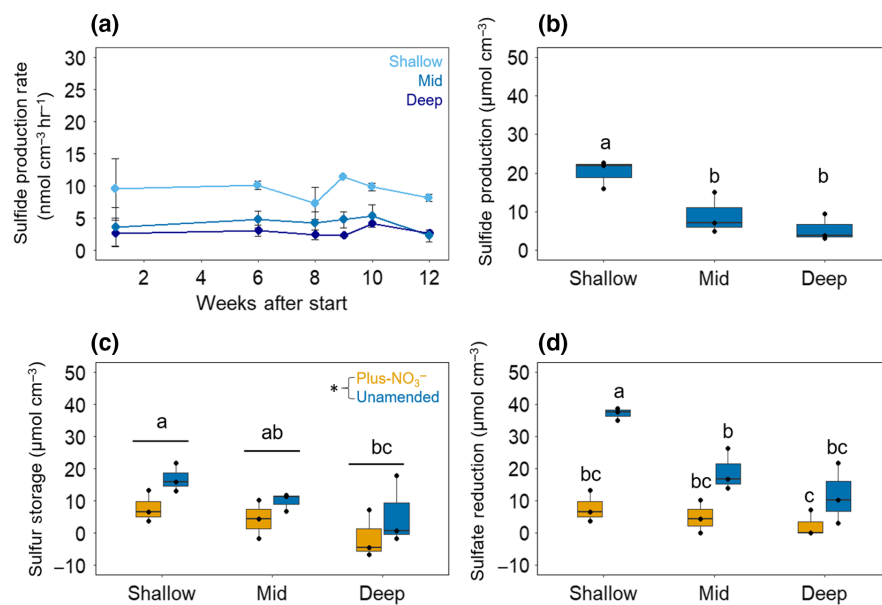 (a)
Sulfide production rate
(nmol cm⁻³ hr⁻¹)
30
25
20
15
10
5
0
Shallow
Mid
Deep
2 4 6 8 10 12
Weeks after start
(b)
Sulfide production (μmol cm⁻³)
50
40
30
20
10
0
a
b
b
Shallow Mid Deep
(c)
Sulfur storage (μmol cm⁻³)
50
40
30
20
10
0
−10
* Plus-NO₃⁻
Unamended
a
ab
bc
Shallow Mid Deep
(d)
Sulfate reduction (μmol cm⁻³)
50
40
30
20
10
0
−10
a
b
bc
bc
bc
c
Shallow Mid Deep